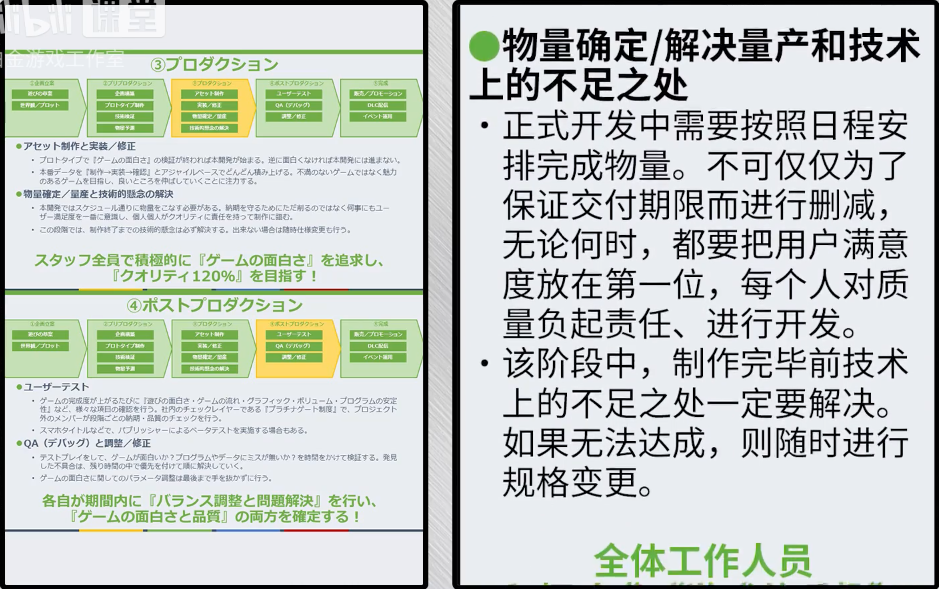 bilibili 课堂
白金游戏工作室
③プロダクション
①企画立案
②プリプロダクション
③プロダクション
④ポストプロダクション
⑤完成
遊びの草案
世界観/プロット
企画構築
プロトタイプ制作
技術検証
物量予測
アセット制作
実装/修正
物量確定/量産
技術的懸念の解決
ユーザーテスト
QA(デバッグ)
調整/修正
販売/プロモーション
DLC配信
イベント運用
●アセット制作と実装/修正
・ プロトタイプで『ゲームの面白さ』の検証が終われば本開発が始まる。逆に面白くなければ本開発には進まない。
・ 本番データを『制作→実装→確認』とアジャイルベースでどんどん積み上げる。不満のないゲームではなく魅力
のあるゲームを目指し、良いところを伸ばしていくことに注力する。
●物量確定/量産と技術的懸念の解決
・ 本開発ではスケジュール通りに物量をこなす必要がある。納期を守るためにただ削るのではなく何事にもユー
ザー満足度を一番に意識し、個人個人がクオリティに責任を持って制作に臨む。
・ この段階では、制作終了までの技術的懸念は必ず解決する。出来ない場合は随時仕様変更も行う。
スタッフ全員で積極的に『ゲームの面白さ』を追求し、
『クオリティ120%』を目指す！
④ポストプロダクション
①企画立案
②プリプロダクション
③プロダクション
④ポストプロダクション
⑤完成
遊びの草案
世界観/プロット
企画構築
プロトタイプ制作
技術検証
物量予測
アセット制作
実装/修正
物量確定/量産
技術的懸念の解決
ユーザーテスト
QA(デバッグ)
調整/修正
販売/プロモーション
DLC配信
イベント運用
●ユーザーテスト
・ ゲームの完成度が上がるたびに『遊びの面白さ・ゲームの流れ・グラフィック・ボリューム・プログラムの安定
性』など、様々な項目の確認を行う。社内のチェックレイヤーである『プラチナゲート制度』で、プロジェクト
外のメンバーが段階ごとの納期・品質のチェックを行う。
・ スマホタイトルなどで、パブリッシャーによるベータテストを実施する場合もある。
●QA（デバッグ）と調整/修正
・ テストプレイをして、ゲームが面白いか？プログラムやデータにミスが無いか？を時間をかけて検証する。発見
した不具合は、残り時間の中で優先を付けて順に解決していく。
・ ゲームの面白さに関してのパラメータ調整は最後まで手を抜かずに行う。
各自が期間内に『バランス調整と問題解決』を行い、
『ゲームの面白さと品質』の両方を確定する！
●物量确定/解决量产和技术
上的不足之处
・正式开发中需要按照日程安
排完成物量。不可仅仅为了
保证交付期限而进行删减，
无论何时，都要把用户满意
度放在第一位，每个人对质
量负起责任、进行开发。
・该阶段中，制作完毕前技术
上的不足之处一定要解决。
如果无法达成，则随时进行
规格变更。
全体工作人员